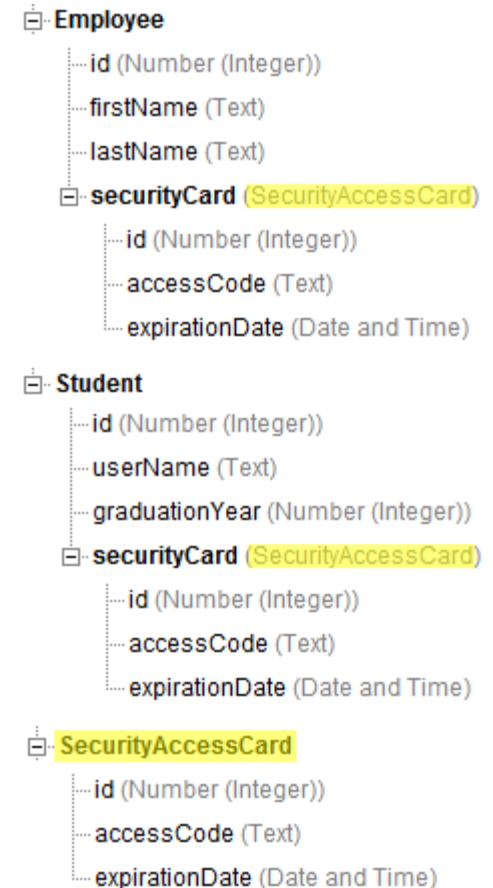 Employee
id (Number (Integer))
firstName (Text)
lastName (Text)
securityCard (SecurityAccessCard)
id (Number (Integer))
accessCode (Text)
expirationDate (Date and Time)
Student
id (Number (Integer))
userName (Text)
graduationYear (Number (Integer))
securityCard (SecurityAccessCard)
id (Number (Integer))
accessCode (Text)
expirationDate (Date and Time)
SecurityAccessCard
id (Number (Integer))
accessCode (Text)
expirationDate (Date and Time)